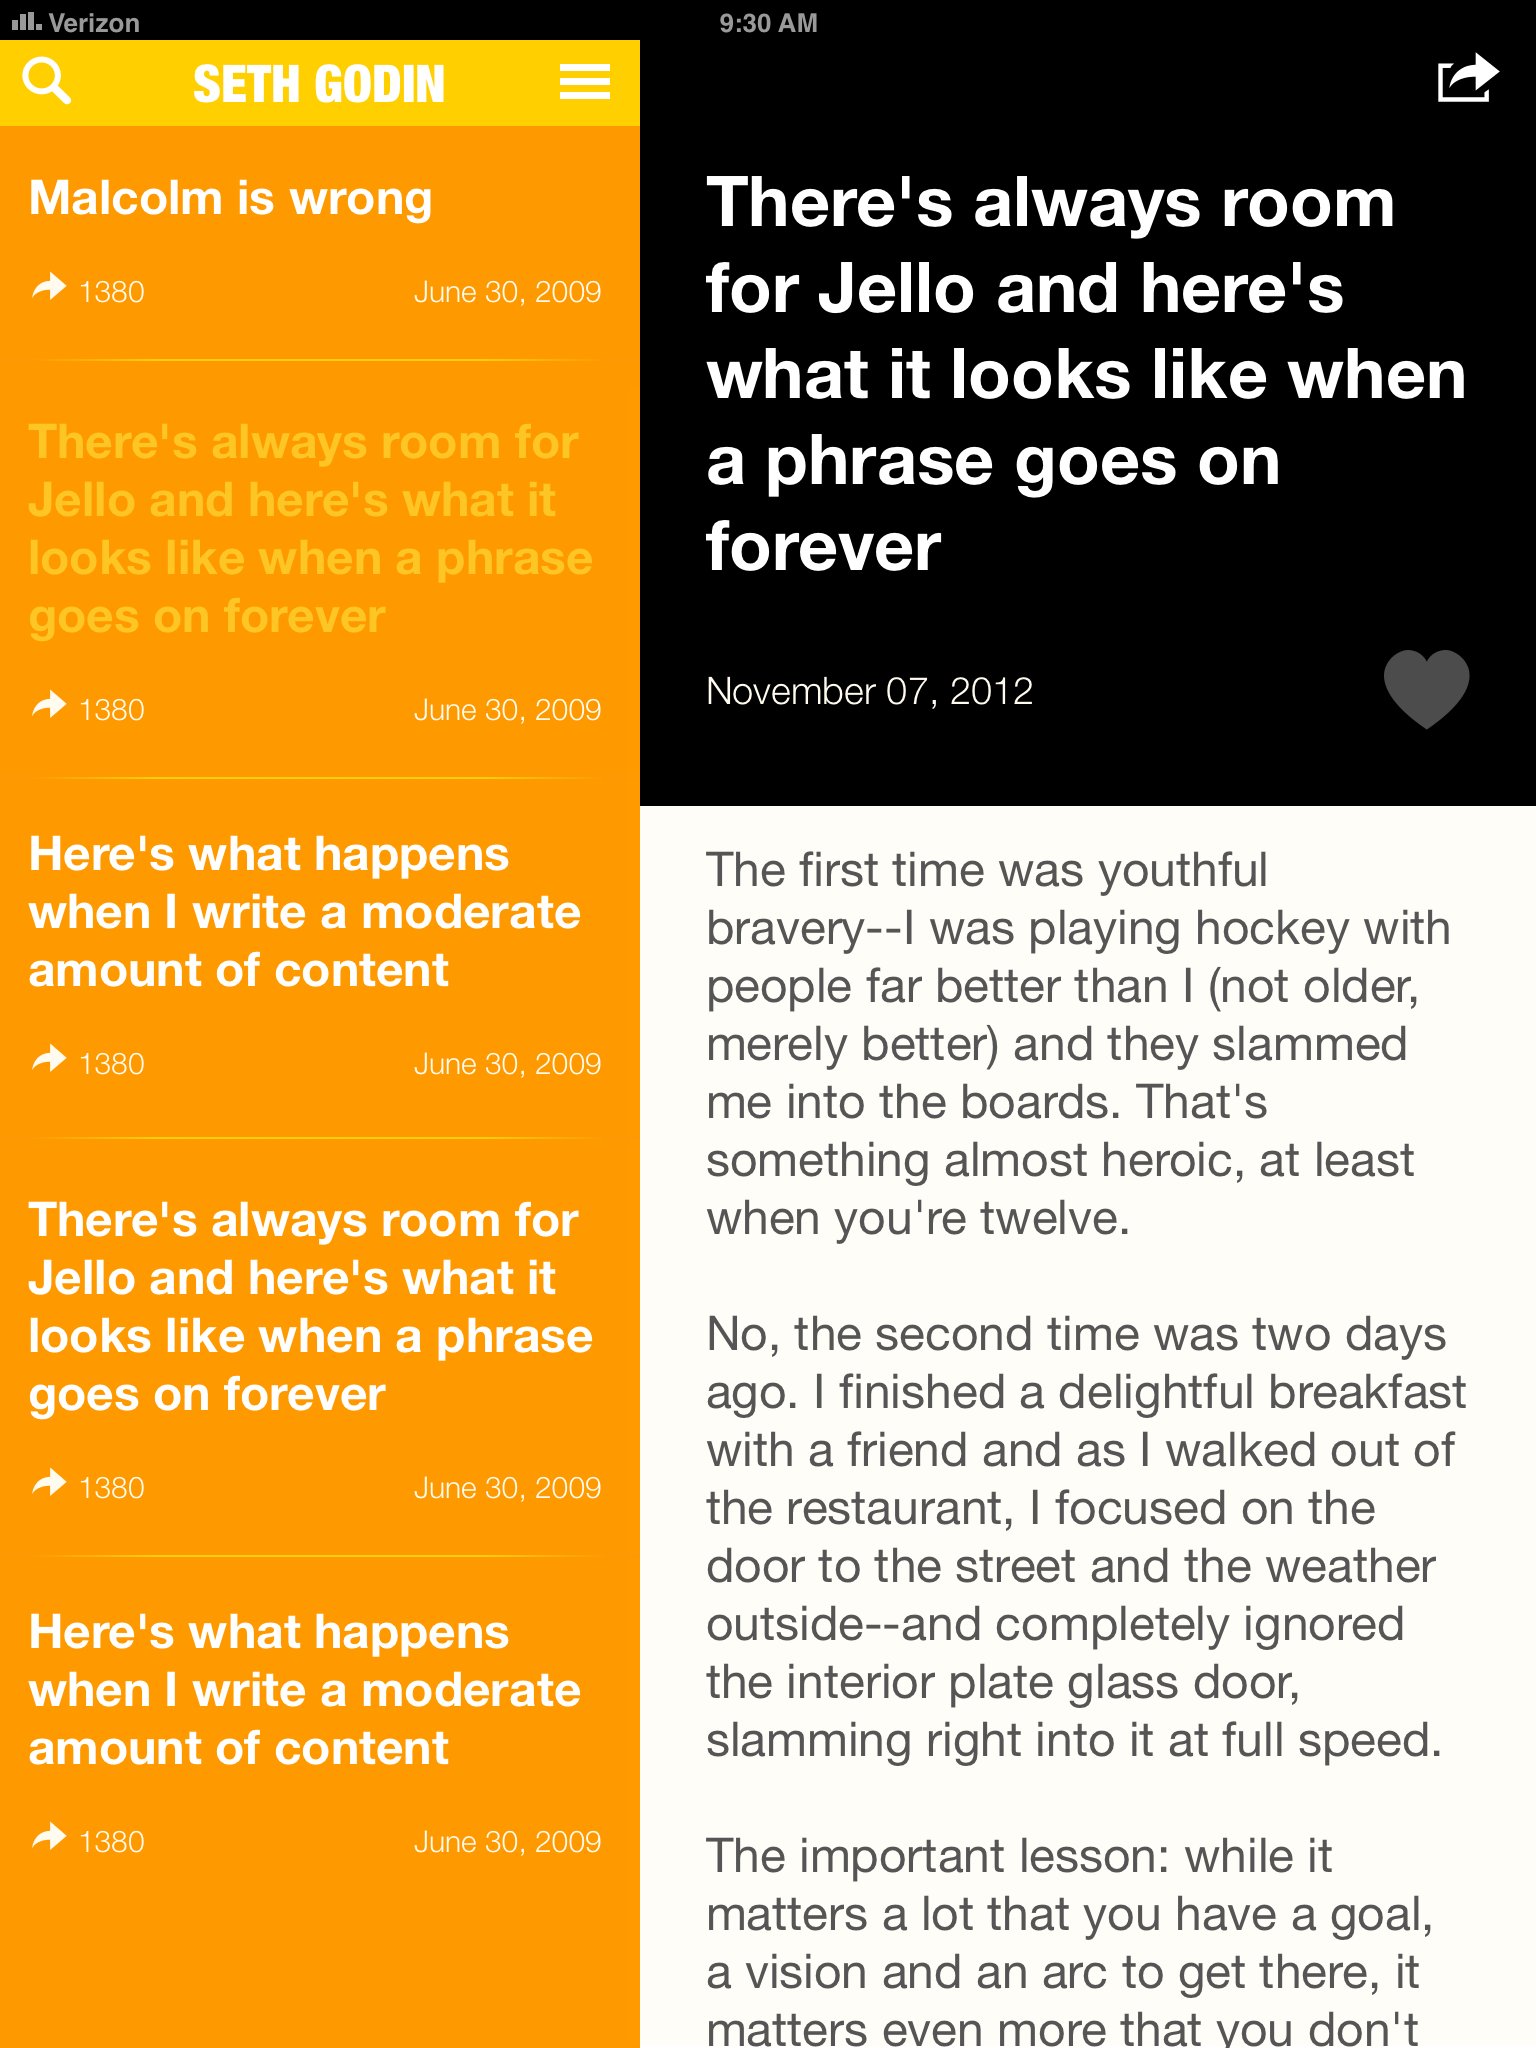 Verizon
9:30 AM
SETH GODIN
Malcolm is wrong
1380
June 30, 2009
There's always room for
Jello and here's what it
looks like when a phrase
goes on forever
1380
June 30, 2009
Here's what happens
when I write a moderate
amount of content
1380
June 30, 2009
There's always room for
Jello and here's what it
looks like when a phrase
goes on forever
1380
June 30, 2009
Here's what happens
when I write a moderate
amount of content
1380
June 30, 2009
There's always room
for Jello and here's
what it looks like when
a phrase goes on
forever
November 07, 2012
The first time was youthful
bravery--I was playing hockey with
people far better than I (not older,
merely better) and they slammed
me into the boards. That's
something almost heroic, at least
when you're twelve.
No, the second time was two days
ago. I finished a delightful breakfast
with a friend and as I walked out of
the restaurant, I focused on the
door to the street and the weather
outside--and completely ignored
the interior plate glass door,
slamming right into it at full speed.
The important lesson: while it
matters a lot that you have a goal,
a vision and an arc to get there, it
matters even more that you don't